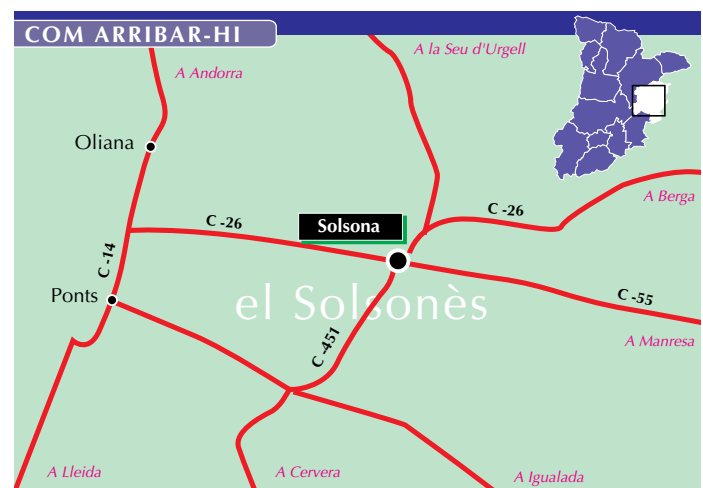 COM ARRIBAR-HI
A la Seu d'Urgell
A Andorra
Oliana
A Berga
C -26
Solsona
C -26
C -14
Ponts
el Solsonès
C -55
C -451
A Manresa
A Lleida
A Cervera
A Igualada